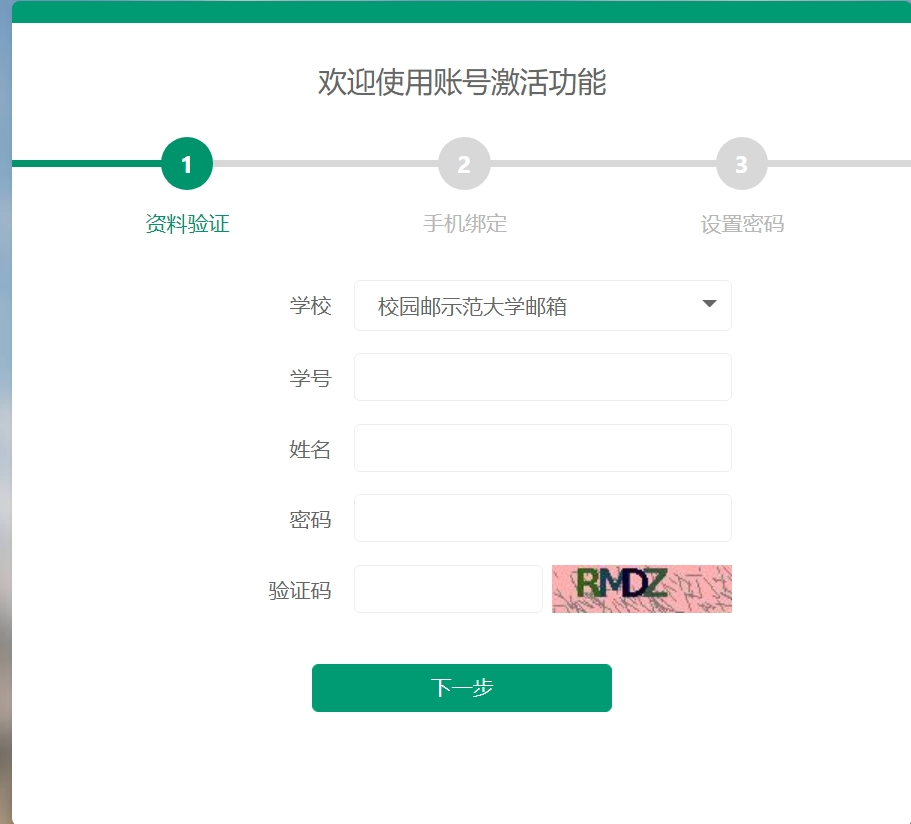 欢迎使用账号激活功能
1
2
3
资料验证
手机绑定
设置密码
学校
校园邮示范大学邮箱
学号
姓名
密码
验证码
RMDZ
下一步